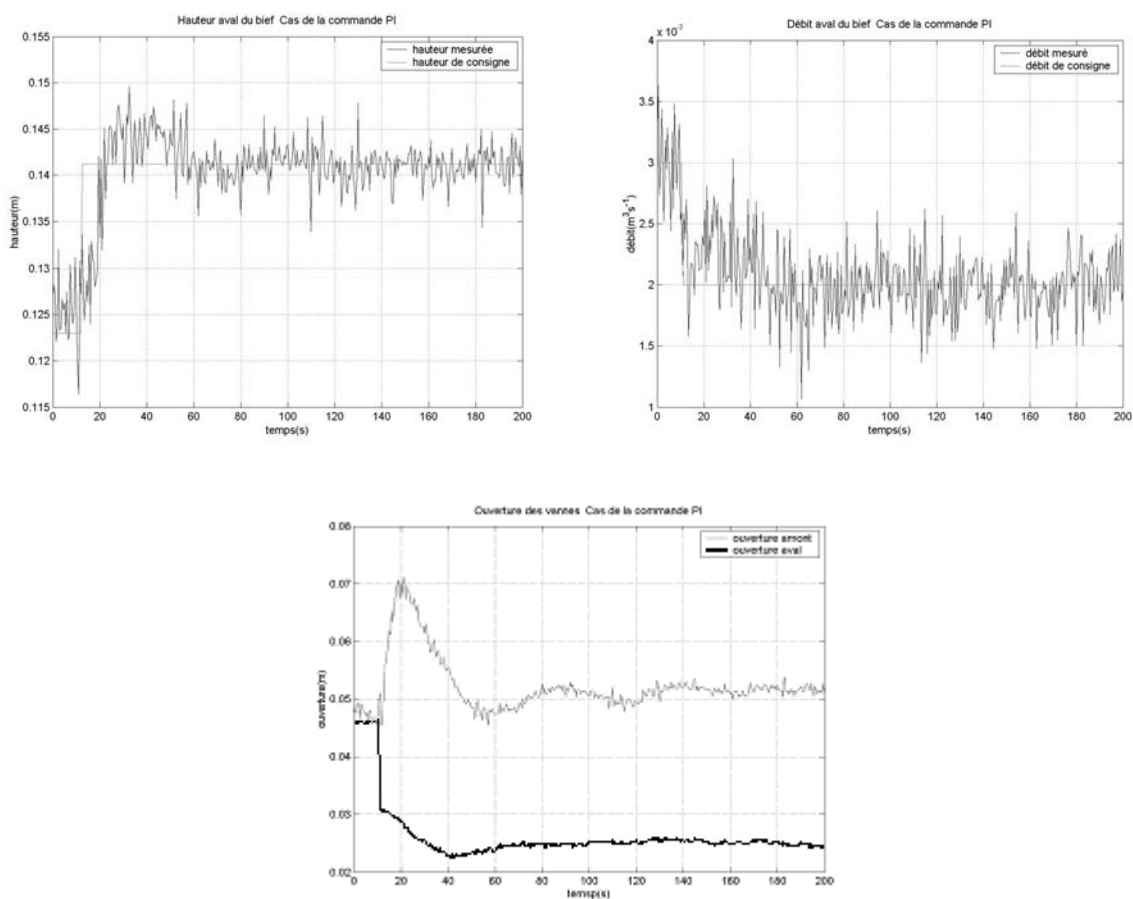 Hauteur aval du bief Cas de la commande PI
0.155
0.15
0.145
0.14
0.135
0.13
0.125
0.12
0.115
hauteur(m)
hauteur mesurée
hauteur de consigne
0 20 40 60 80 100 120 140 160 180 200
temps(s)
Débit aval du bief Cas de la commande PI
x 10⁻³
4
3.5
3
2.5
2
1.5
1
débit(m³s⁻¹)
débit mesuré
débit de consigne
0 20 40 60 80 100 120 140 160 180 200
temps(s)
Ouverture des vannes Cas de la commande PI
0.08
0.07
0.06
0.05
0.04
0.03
0.02
ouverture(m)
ouverture amont
ouverture aval
0 20 40 60 80 100 120 140 160 180 200
temsp(s)